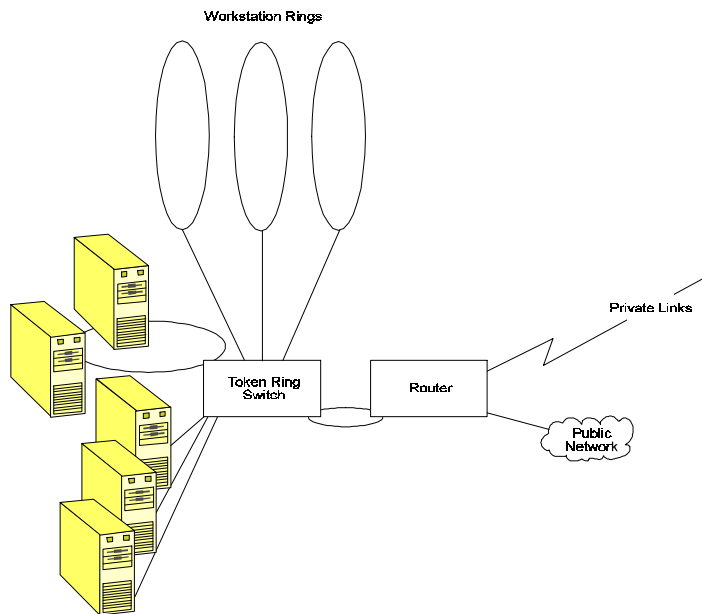 Workstation Rings
Private Links
Token Ring
Switch
Router
Public
Network